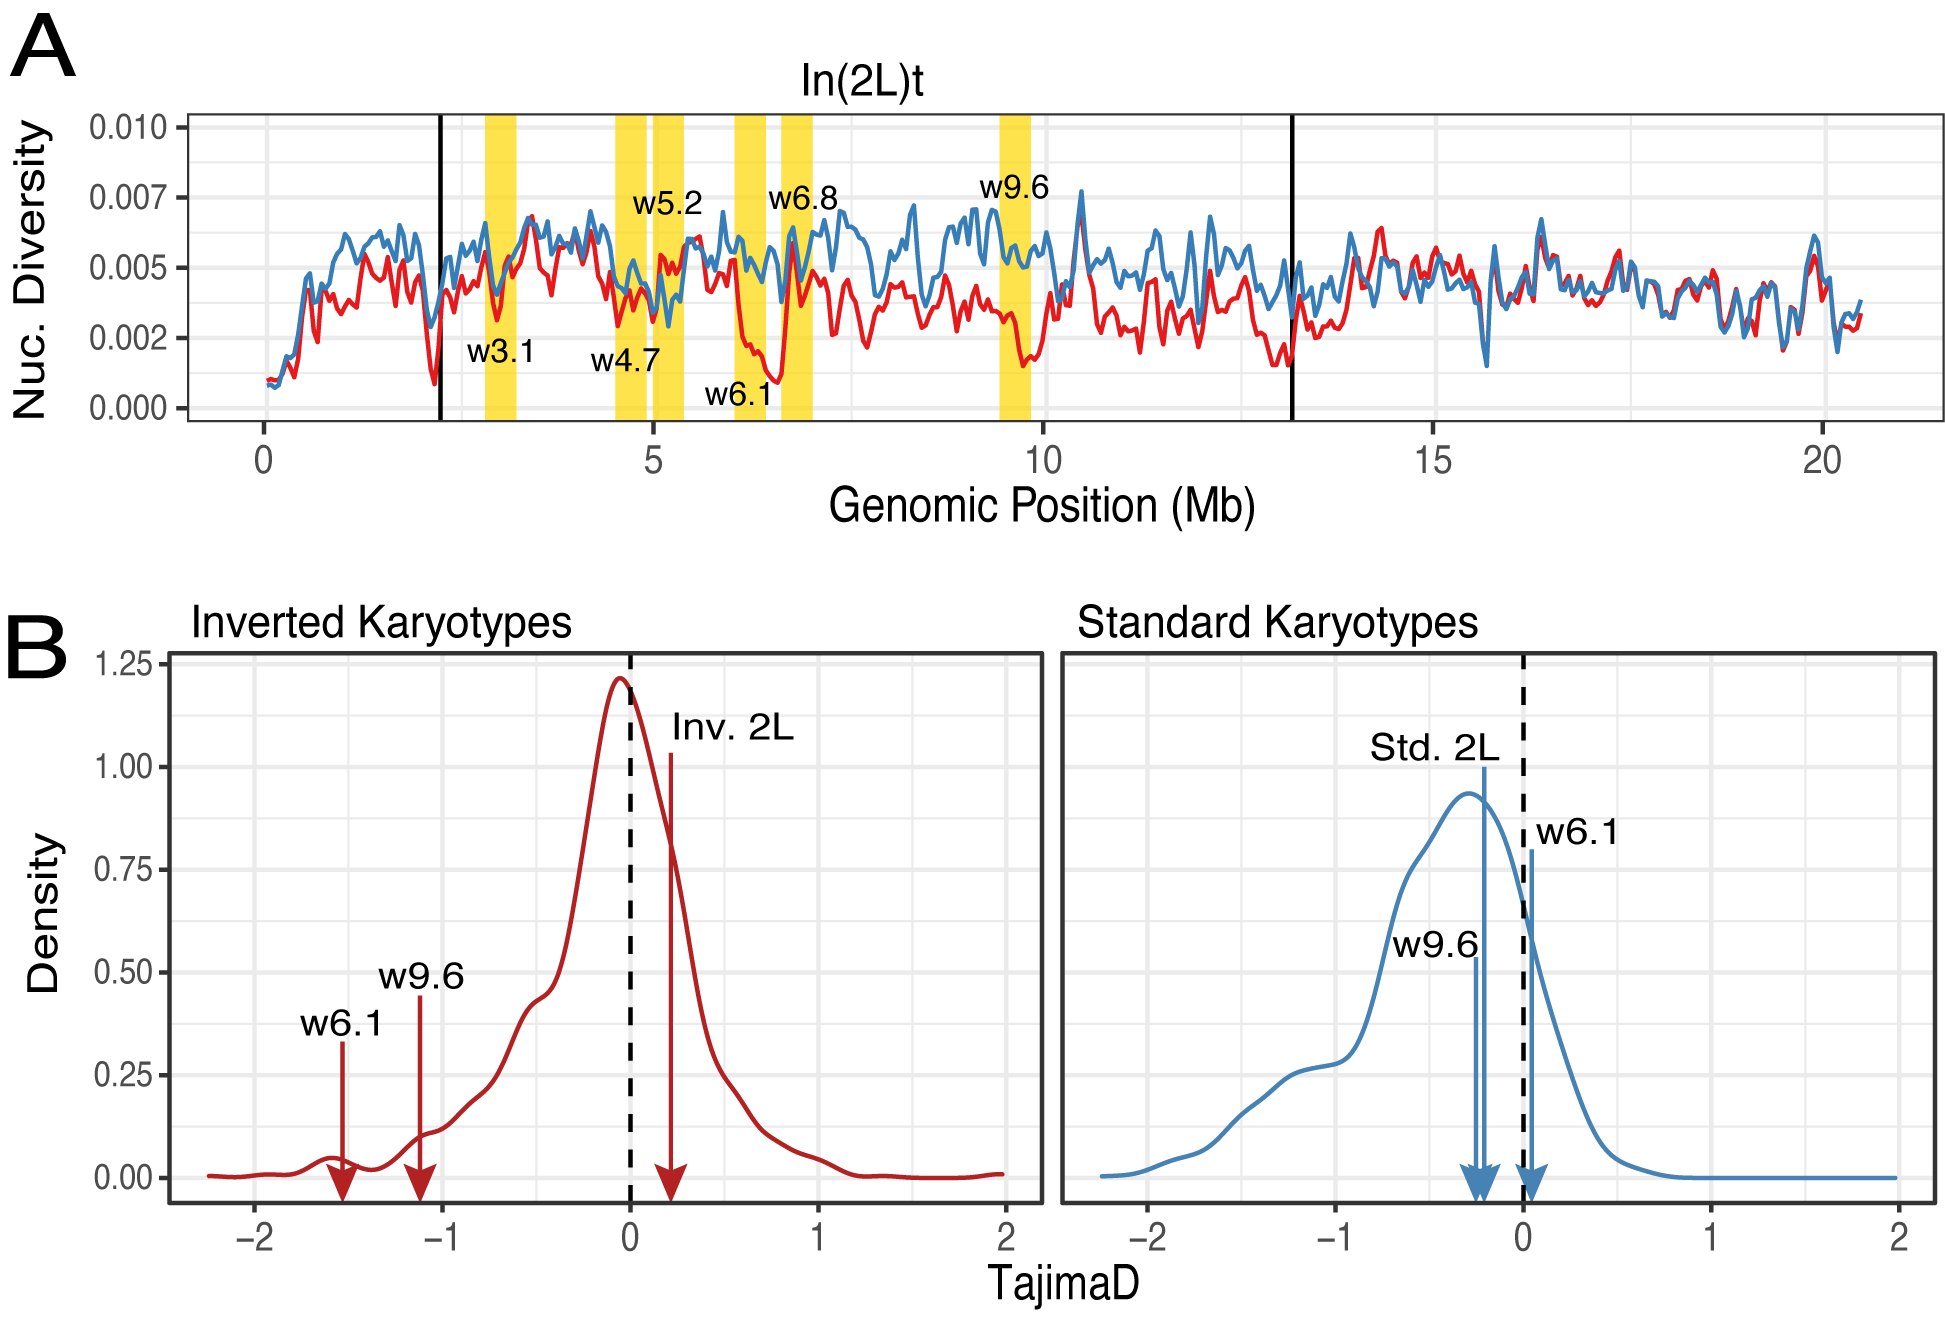 A
In(2L)t
Nuc. Diversity
0.010
0.007
0.005
0.002
0.000
w3.1
w4.7
w5.2
w6.1
w6.8
w9.6
0 5 10 15 20
Genomic Position (Mb)
B
Inverted Karyotypes
Standard Karyotypes
Density
1.25
1.00
0.75
0.50
0.25
0.00
w6.1
w9.6
Inv. 2L
Std. 2L
w9.6
w6.1
−2 −1 0 1 2
−2 −1 0 1 2
TajimaD